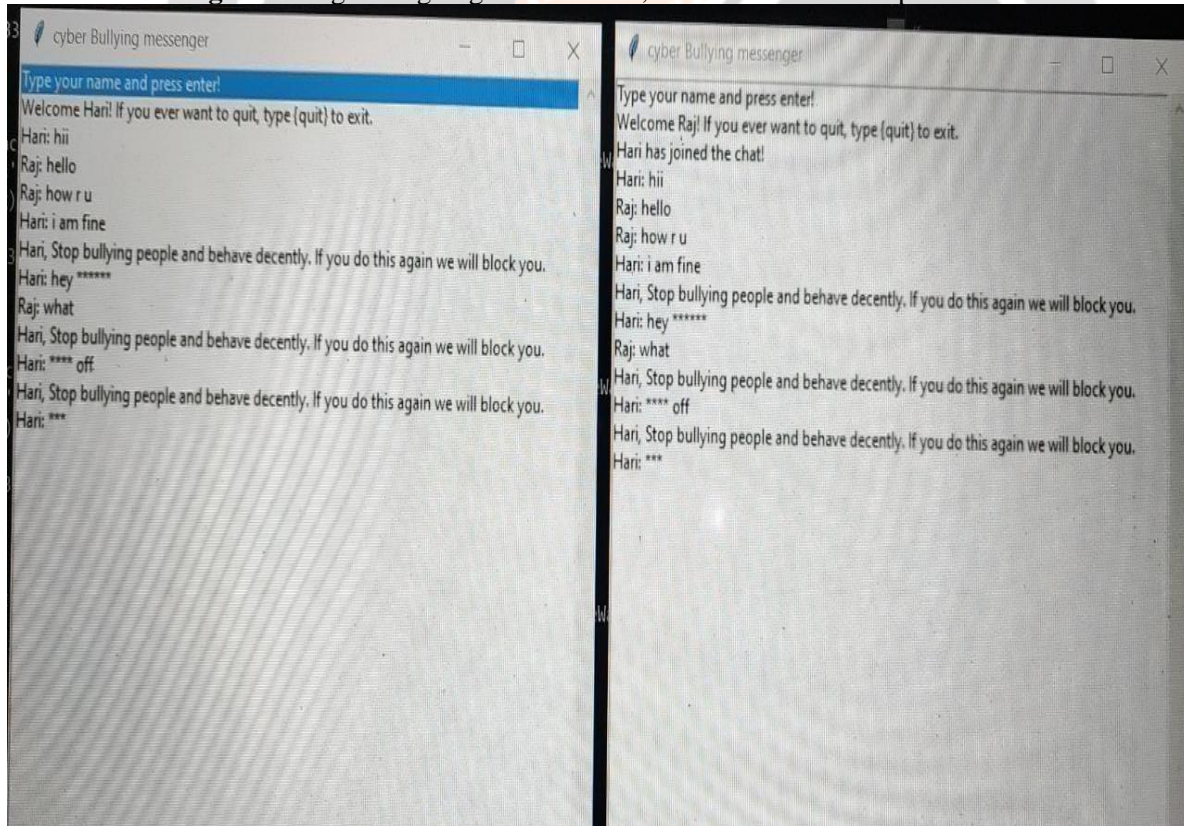 cyber Bullying messenger
Type your name and press enter!
Welcome Hari! If you ever want to quit, type {quit} to exit.
Hari: hii
Raj: hello
Raj: how r u
Hari: i am fine
Hari, Stop bullying people and behave decently. If you do this again we will block you.
Hari: hey ******
Raj: what
Hari, Stop bullying people and behave decently. If you do this again we will block you.
Hari: **** off
Hari, Stop bullying people and behave decently. If you do this again we will block you.
Hari: ***
cyber Bullying messenger
Type your name and press enter!
Welcome Raj! If you ever want to quit, type {quit} to exit.
Hari has joined the chat!
Hari: hii
Raj: hello
Raj: how r u
Hari: i am fine
Hari, Stop bullying people and behave decently. If you do this again we will block you.
Hari: hey ******
Raj: what
Hari, Stop bullying people and behave decently. If you do this again we will block you.
Hari: **** off
Hari, Stop bullying people and behave decently. If you do this again we will block you.
Hari: ***